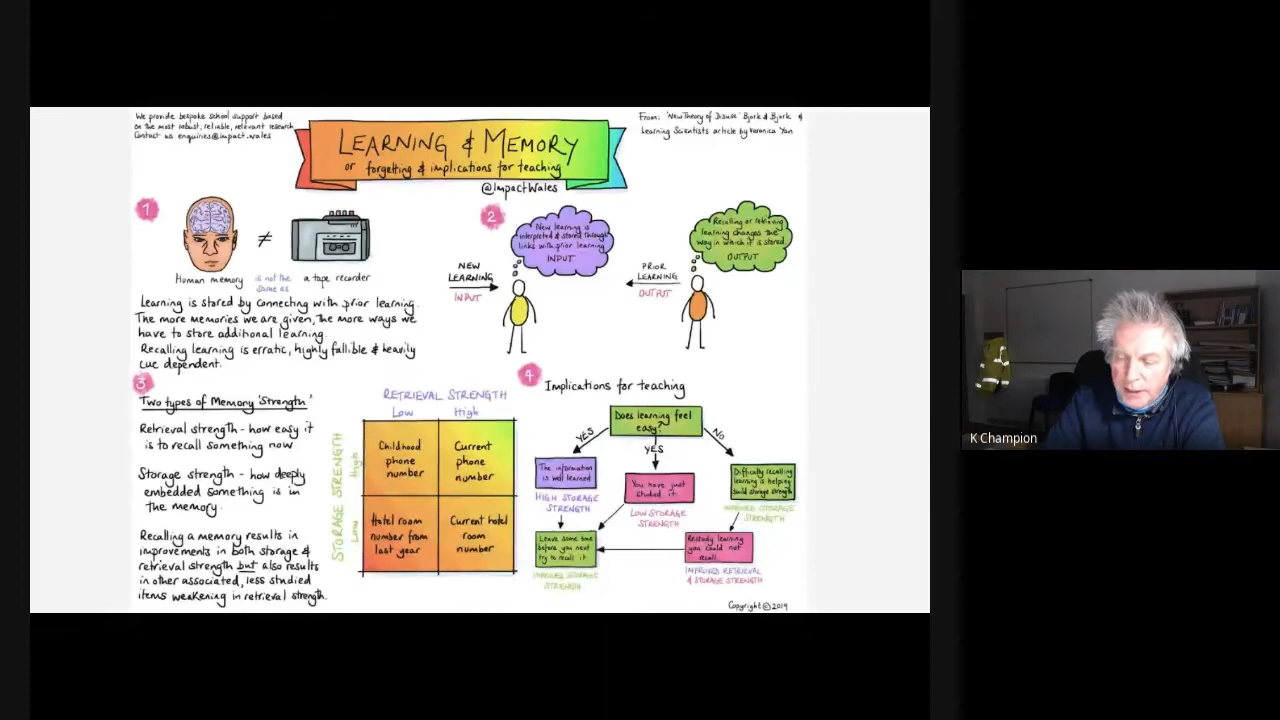 We provide bespoke school support based
on the most robust, reliable, relevant research
Contact us enquiries@impact.wales
From: 'New Theory of Disuse' Bjork & Bjork &
Learning Scientists article by Veronica Yan
LEARNING & MEMORY
or forgetting & implications for teaching
@ImpactWales
1
≠
Human memory is not the same as a tape recorder
Learning is stored by connecting with prior learning.
The more memories we are given, the more ways we
have to store additional learning.
Recalling learning is erratic, highly fallible & heavily
cue dependent.
2
NEW
LEARNING
INPUT
New learning is
interpreted & stored through
links with prior learning
INPUT
PRIOR
LEARNING
OUTPUT
Recalling or retrieving
learning changes the
way in which it is stored.
OUTPUT
3
Two types of Memory 'Strength'
Retrieval strength - how easy it
is to recall something now
Storage strength - how deeply
embedded something is in
the memory.
Recalling a memory results in
improvements in both storage &
retrieval strength but also results
in other associated, less studied
items weakening in retrieval strength.
RETRIEVAL STRENGTH
Low High
STORAGE STRENGTH
High
Low
Childhood
phone
number
Current
phone
number
Hotel room
number from
last year
Current hotel
room
number
4
Implications for teaching
Does learning feel
easy?
YES
YES
NO
The information
is well learned
HIGH STORAGE
STRENGTH
You have just
studied it.
LOW STORAGE
STRENGTH
Difficulty recalling
learning is helping
build storage strength
IMPROVED STORAGE
STRENGTH
Leave some time
before you next
try to recall it
IMPROVED STORAGE
STRENGTH
Restudy learning
you could not
recall.
IMPROVED RETRIEVAL
& STORAGE STRENGTH
Copyright © 2019
K Champion